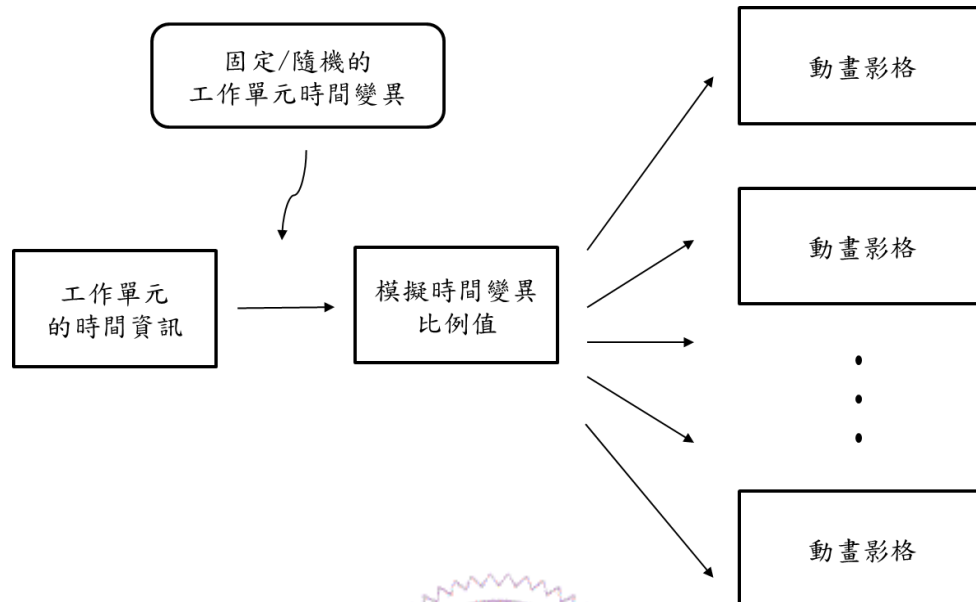 固定/隨機的
工作單元時間變異
動畫影格
動畫影格
工作單元
的時間資訊
模擬時間變異
比例值
動畫影格